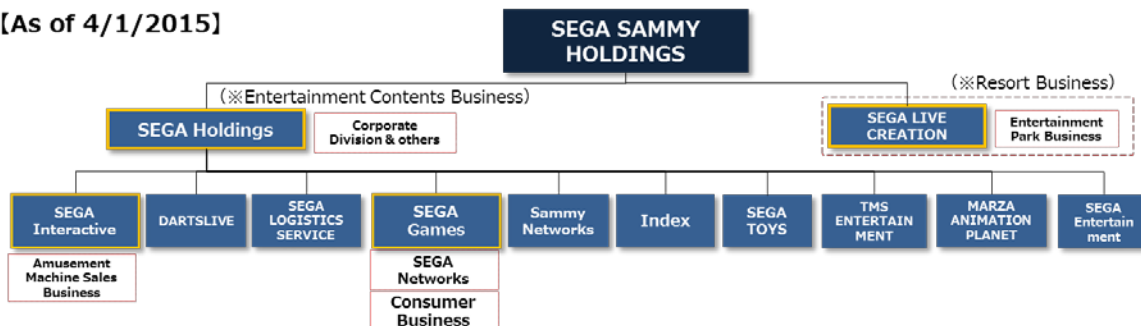 【As of 4/1/2015】
SEGA SAMMY
HOLDINGS
(※Entertainment Contents Business)
(※Resort Business)
SEGA Holdings
Corporate
Division & others
SEGA LIVE
CREATION
Entertainment
Park Business
SEGA
Interactive
DARTSLIVE
SEGA
LOGISTICS
SERVICE
SEGA
Games
Sammy
Networks
Index
SEGA
TOYS
TMS
ENTERTAIN
MENT
MARZA
ANIMATION
PLANET
SEGA
Entertain
ment
Amusement
Machine Sales
Business
SEGA
Networks
Consumer
Business